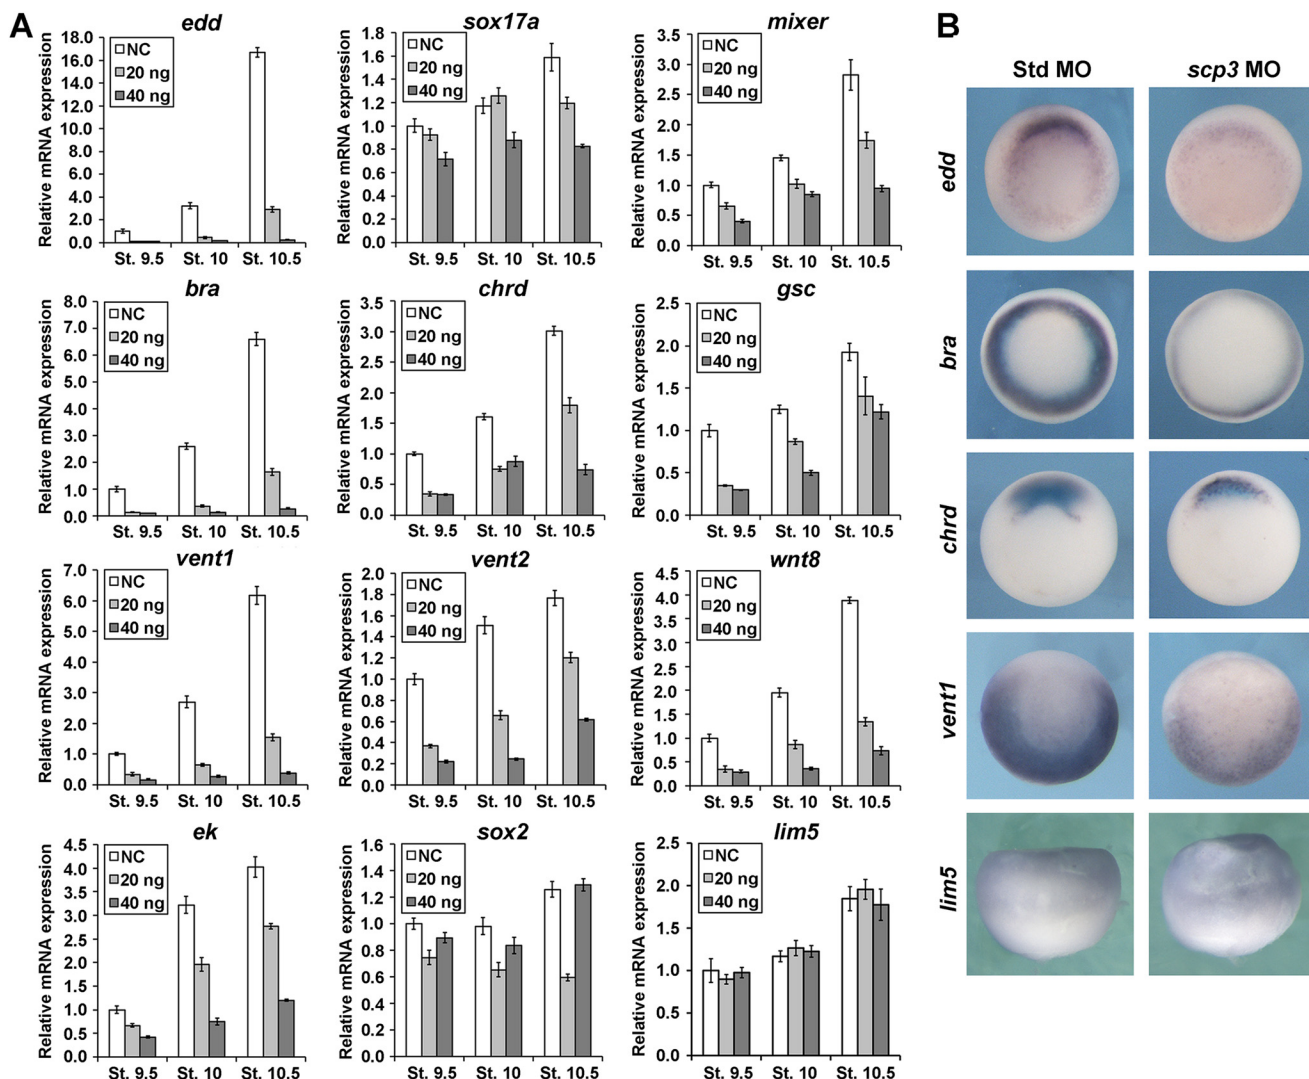 A
B
edd
Relative mRNA expression
18.0
16.0
14.0
12.0
10.0
8.0
6.0
4.0
2.0
0.0
NC
20 ng
40 ng
St. 9.5 St. 10 St. 10.5
sox17a
Relative mRNA expression
1.8
1.6
1.4
1.2
1.0
0.8
0.6
0.4
0.2
0.0
NC
20 ng
40 ng
St. 9.5 St. 10 St. 10.5
mixer
Relative mRNA expression
3.5
3.0
2.5
2.0
1.5
1.0
0.5
0.0
NC
20 ng
40 ng
St. 9.5 St. 10 St. 10.5
bra
Relative mRNA expression
8.0
7.0
6.0
5.0
4.0
3.0
2.0
1.0
0.0
NC
20 ng
40 ng
St. 9.5 St. 10 St. 10.5
chrd
Relative mRNA expression
3.5
3.0
2.5
2.0
1.5
1.0
0.5
0.0
NC
20 ng
40 ng
St. 9.5 St. 10 St. 10.5
gsc
Relative mRNA expression
2.5
2.0
1.5
1.0
0.5
0.0
NC
20 ng
40 ng
St. 9.5 St. 10 St. 10.5
vent1
Relative mRNA expression
7.0
6.0
5.0
4.0
3.0
2.0
1.0
0.0
NC
20 ng
40 ng
St. 9.5 St. 10 St. 10.5
vent2
Relative mRNA expression
2.0
1.8
1.6
1.4
1.2
1.0
0.8
0.6
0.4
0.2
0.0
NC
20 ng
40 ng
St. 9.5 St. 10 St. 10.5
wnt8
Relative mRNA expression
4.5
4.0
3.5
3.0
2.5
2.0
1.5
1.0
0.5
0.0
NC
20 ng
40 ng
St. 9.5 St. 10 St. 10.5
ek
Relative mRNA expression
4.5
4.0
3.5
3.0
2.5
2.0
1.5
1.0
0.5
0.0
NC
20 ng
40 ng
St. 9.5 St. 10 St. 10.5
sox2
Relative mRNA expression
1.6
1.4
1.2
1.0
0.8
0.6
0.4
0.2
0.0
NC
20 ng
40 ng
St. 9.5 St. 10 St. 10.5
lim5
Relative mRNA expression
2.5
2.0
1.5
1.0
0.5
0.0
NC
20 ng
40 ng
St. 9.5 St. 10 St. 10.5
Std MO scp3 MO
edd
bra
chrd
vent1
lim5